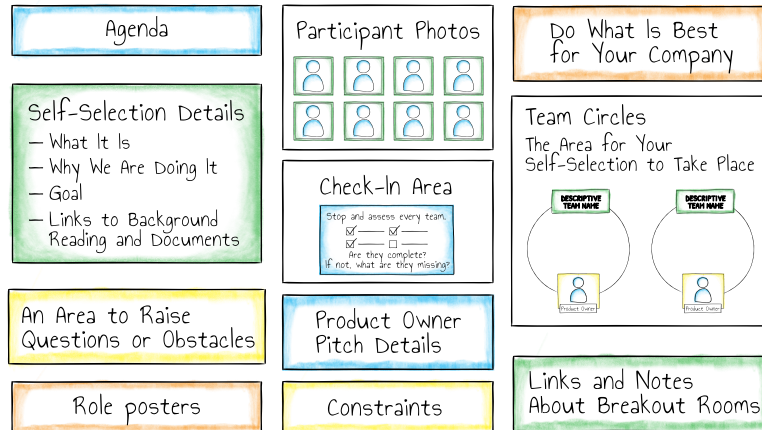 Agenda
Self-Selection Details
– What It Is
– Why We Are Doing It
– Goal
– Links to Background
Reading and Documents
An Area to Raise
Questions or Obstacles
Role posters
Participant Photos
Check-In Area
Stop and assess every team.
Are they complete?
If not, what are they missing?
Product Owner
Pitch Details
Constraints
Do What Is Best
for Your Company
Team Circles
The Area for Your
Self-Selection to Take Place
DESCRIPTIVE
TEAM NAME
Product Owner
DESCRIPTIVE
TEAM NAME
Product Owner
Links and Notes
About Breakout Rooms